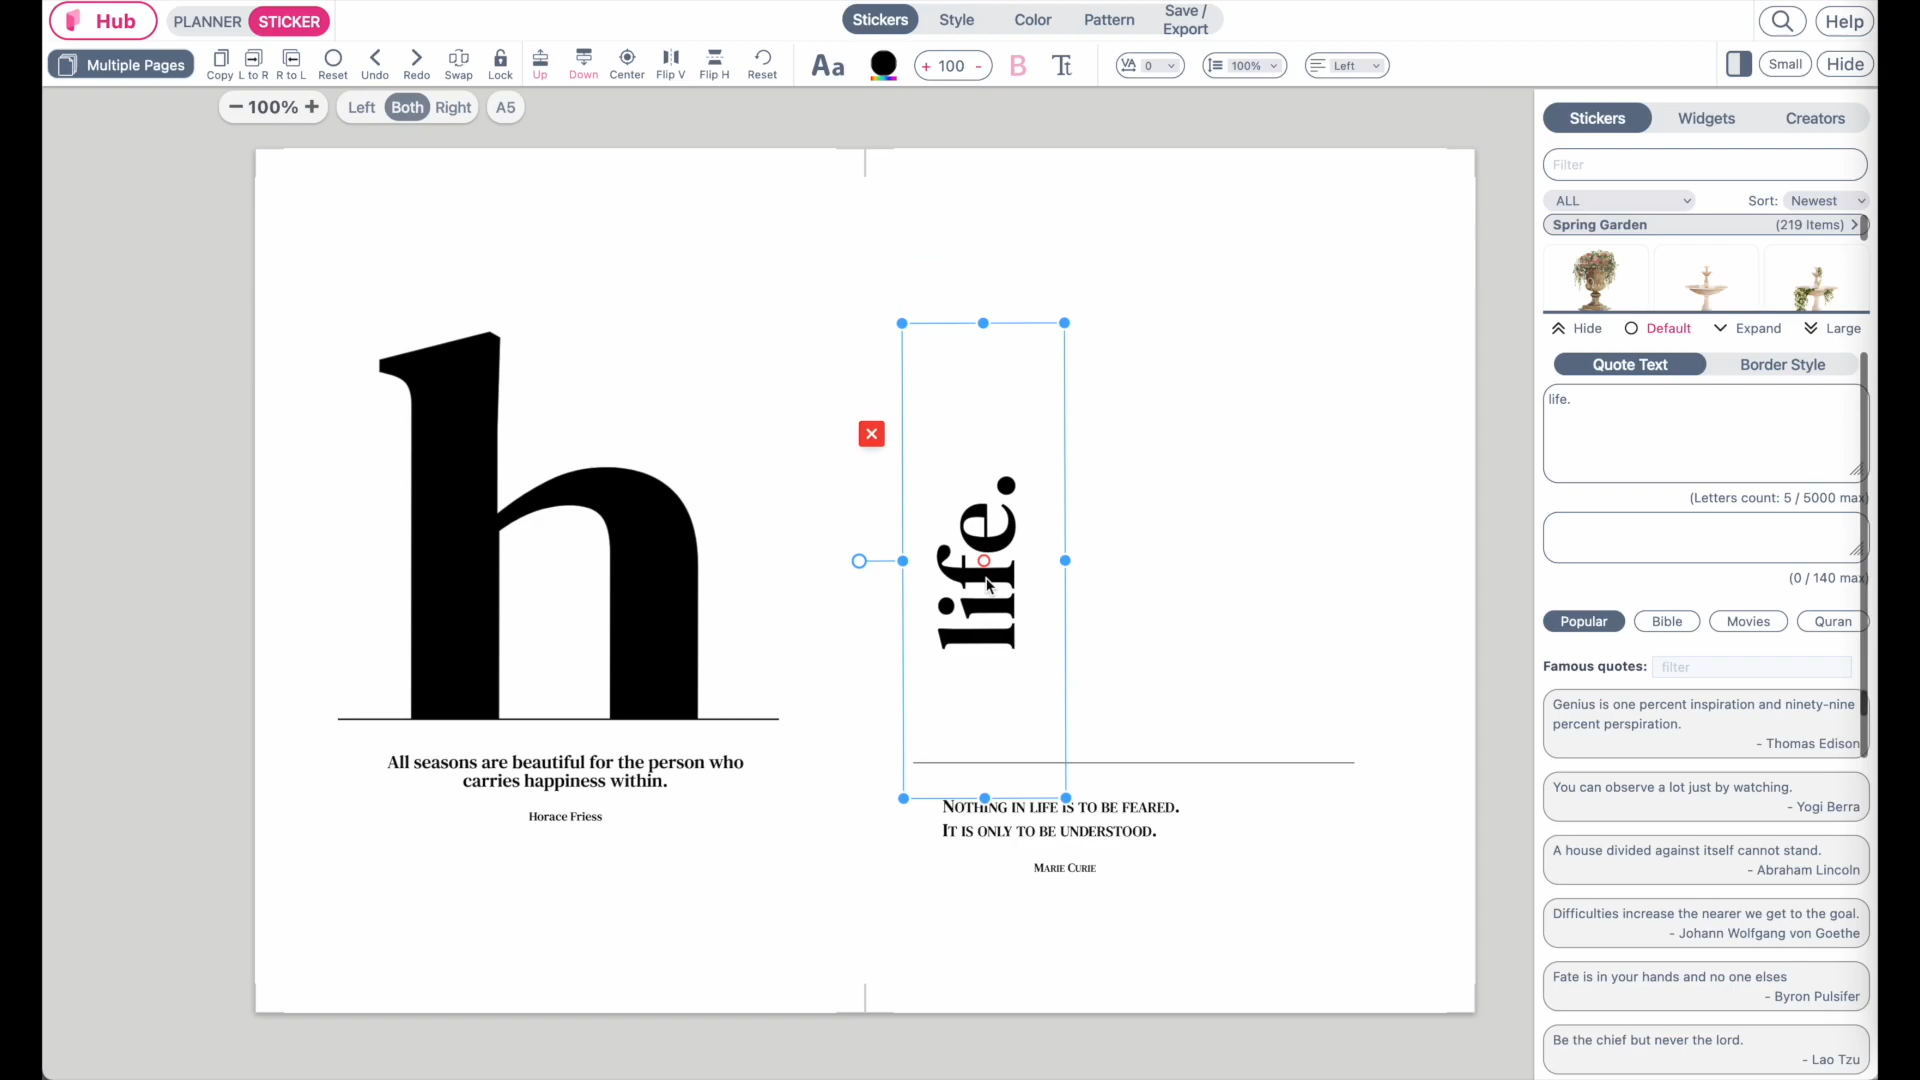 Hub
PLANNER STICKER
Stickers Style Color Pattern Save / Export
Help
Multiple Pages
Copy L to R R to L Reset Undo Redo Swap Lock Up Down Center Flip V Flip H Reset
Aa + 100 - B Tt VA 0 100% Left
Small Hide
− 100% + Left Both Right A5
h
All seasons are beautiful for the person who
carries happiness within.
Horace Friess
life.
Nothing in life is to be feared.
It is only to be understood.
Marie Curie
Stickers Widgets Creators
Filter
ALL Sort: Newest
Spring Garden (219 Items)
Hide Default Expand Large
Quote Text Border Style
life.
(Letters count: 5 / 5000 max)
(0 / 140 max)
Popular Bible Movies Quran
Famous quotes: filter
Genius is one percent inspiration and ninety-nine
percent perspiration.
- Thomas Edison
You can observe a lot just by watching.
- Yogi Berra
A house divided against itself cannot stand.
- Abraham Lincoln
Difficulties increase the nearer we get to the goal.
- Johann Wolfgang von Goethe
Fate is in your hands and no one elses
- Byron Pulsifer
Be the chief but never the lord.
- Lao Tzu